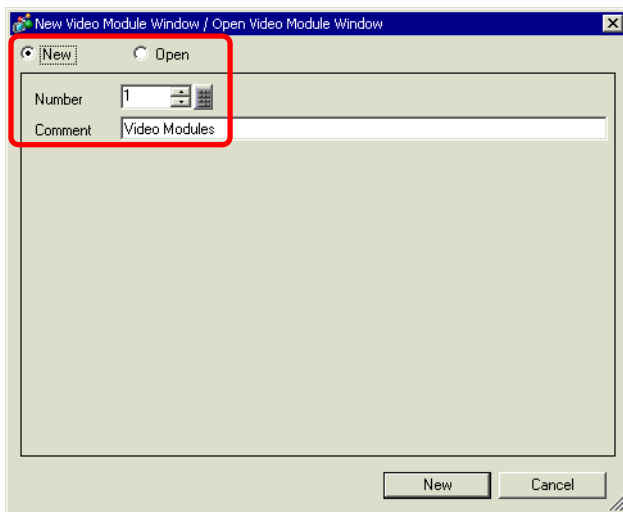 New Video Module Window / Open Video Module Window
New Open
Number 1
Comment Video Modules
New Cancel